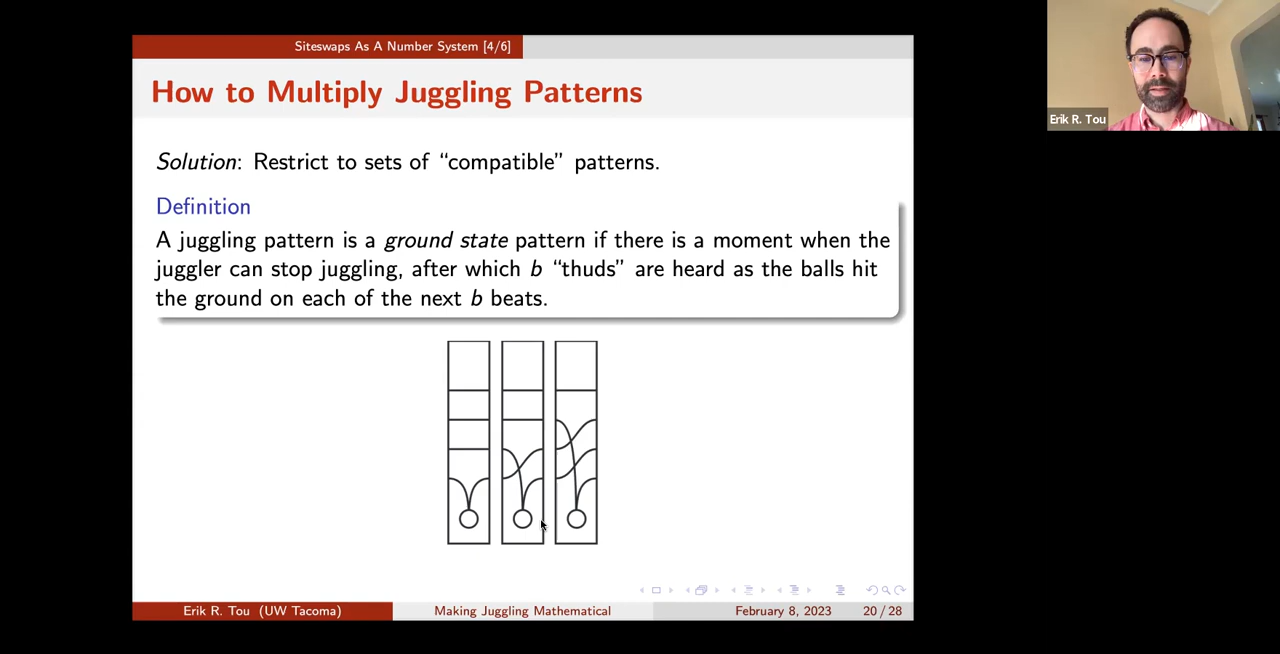 Siteswaps As A Number System [4/6]
How to Multiply Juggling Patterns
Solution: Restrict to sets of “compatible” patterns.
Definition
A juggling pattern is a ground state pattern if there is a moment when the
juggler can stop juggling, after which b “thuds” are heard as the balls hit
the ground on each of the next b beats.
Erik R. Tou (UW Tacoma)
Making Juggling Mathematical
February 8, 2023
20 / 28
Erik R. Tou